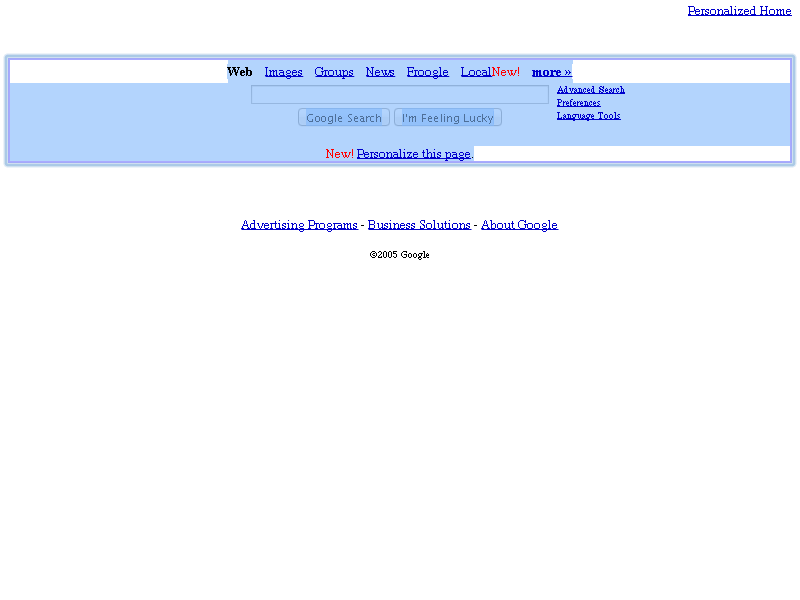 Personalized Home
Web Images Groups News Froogle LocalNew! more »
Advanced Search
Preferences
Language Tools
Google Search I'm Feeling Lucky
New! Personalize this page.
Advertising Programs - Business Solutions - About Google
©2005 Google